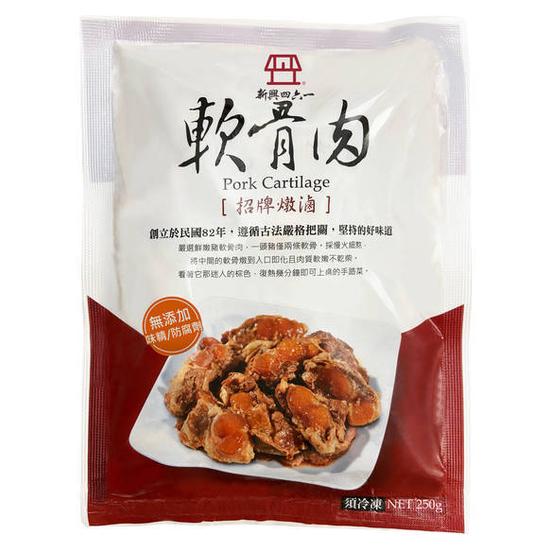 新興四六一
軟骨肉
Pork Cartilage
[招牌燉滷]
創立於民國82年，遵循古法嚴格把關，堅持的好味道
嚴選鮮嫩豬軟骨肉，一頭豬僅兩條軟骨。採慢火細熬，
將中間的軟骨燉到入口即化且肉質軟嫩不乾柴。
看著它那迷人的棕色，復熱幾分鐘即可上桌的手路菜。
無添加
味精/防腐劑
須冷凍 NET 250g